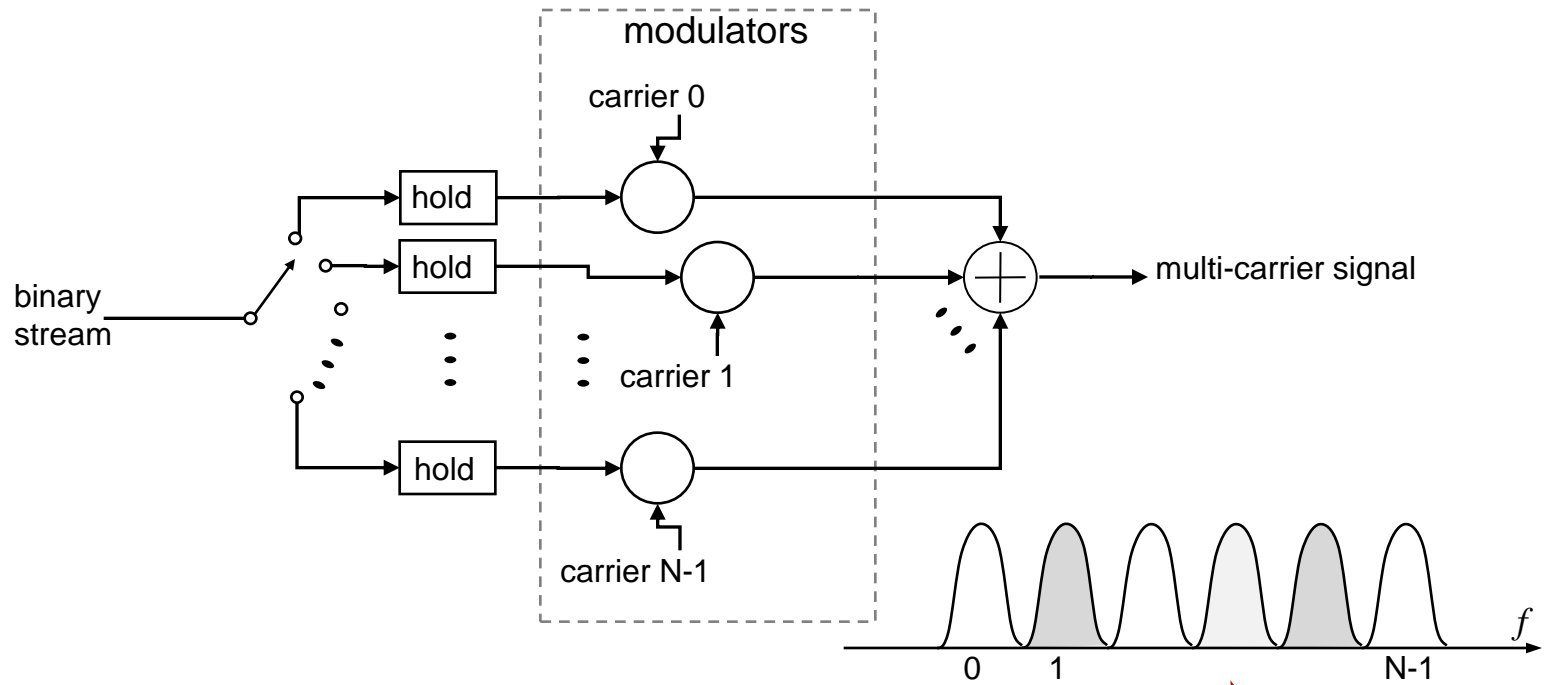 modulators
carrier 0
hold
hold
binary
stream
multi-carrier signal
carrier 1
hold
carrier N-1
f
0 1 N-1